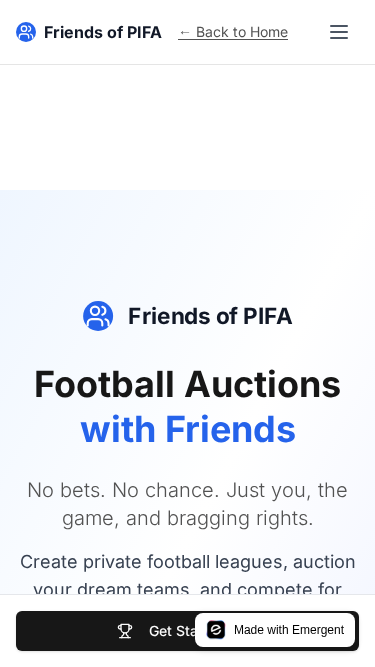 Friends of PIFA ← Back to Home
Friends of PIFA
Football Auctions
with Friends
No bets. No chance. Just you, the
game, and bragging rights.
Create private football leagues, auction
your dream teams, and compete for
Get Sta
Made with Emergent